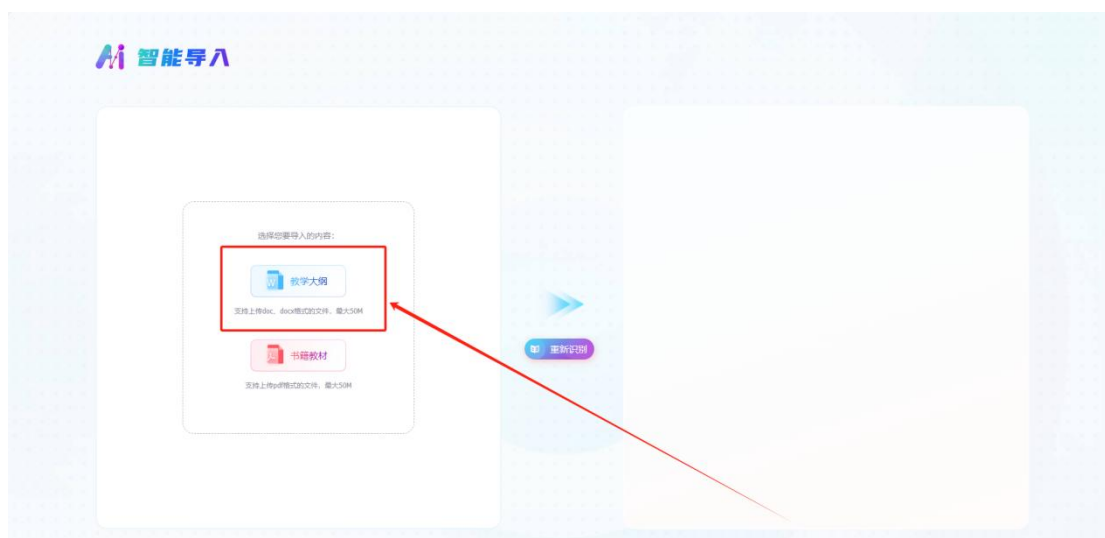 Ai 智能导入
选择您要导入的内容：
教学大纲
支持上传doc、docx格式的文件，最大50M
书籍教材
支持上传pdf格式的文件，最大50M
重新识别